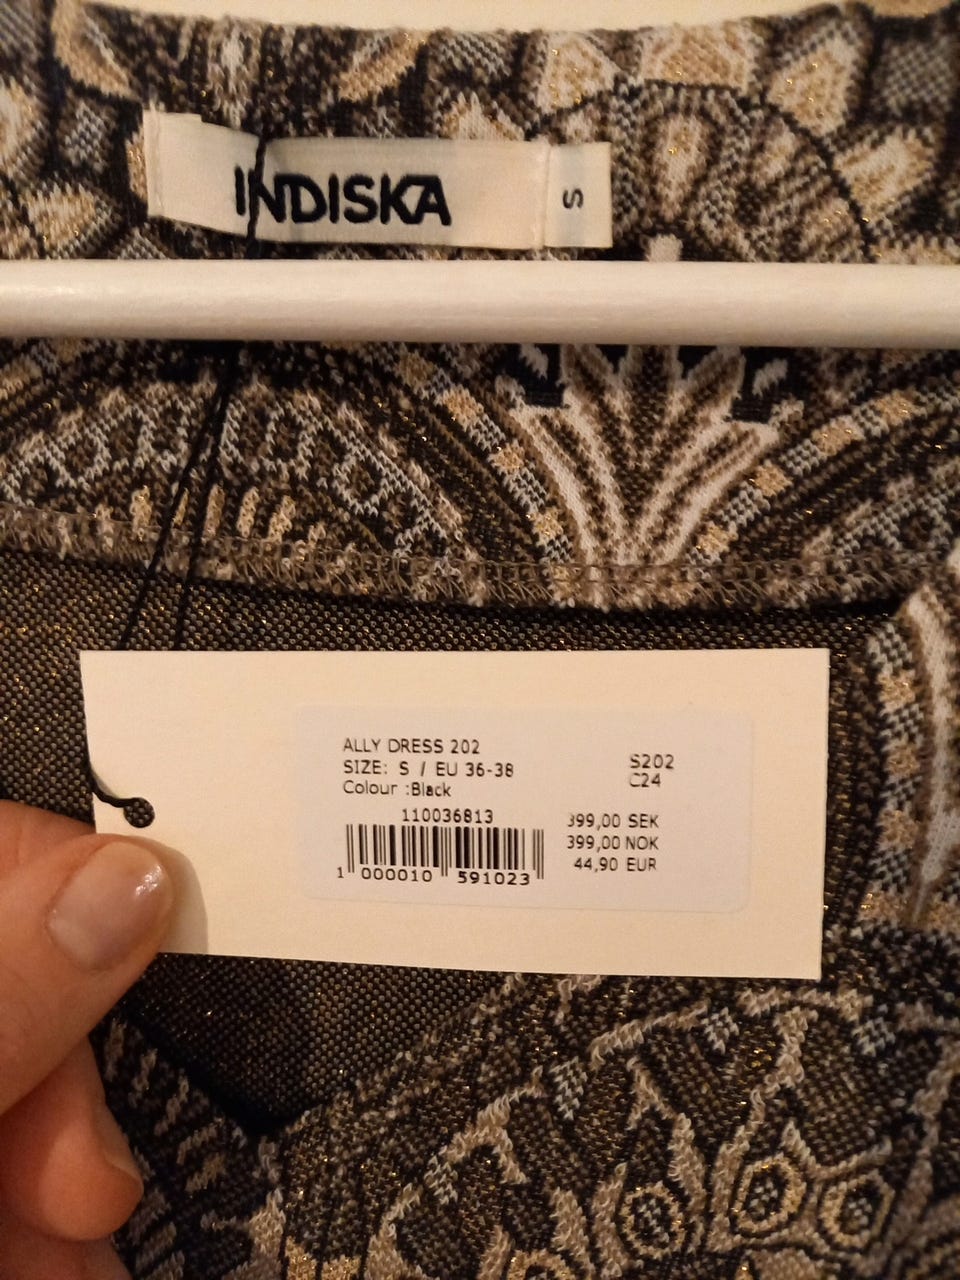 INDISKA
S
ALLY DRESS 202
SIZE: S / EU 36-38
Colour :Black
S202
C24
110036813
399,00 SEK
399,00 NOK
44,90 EUR
1 000010 591023